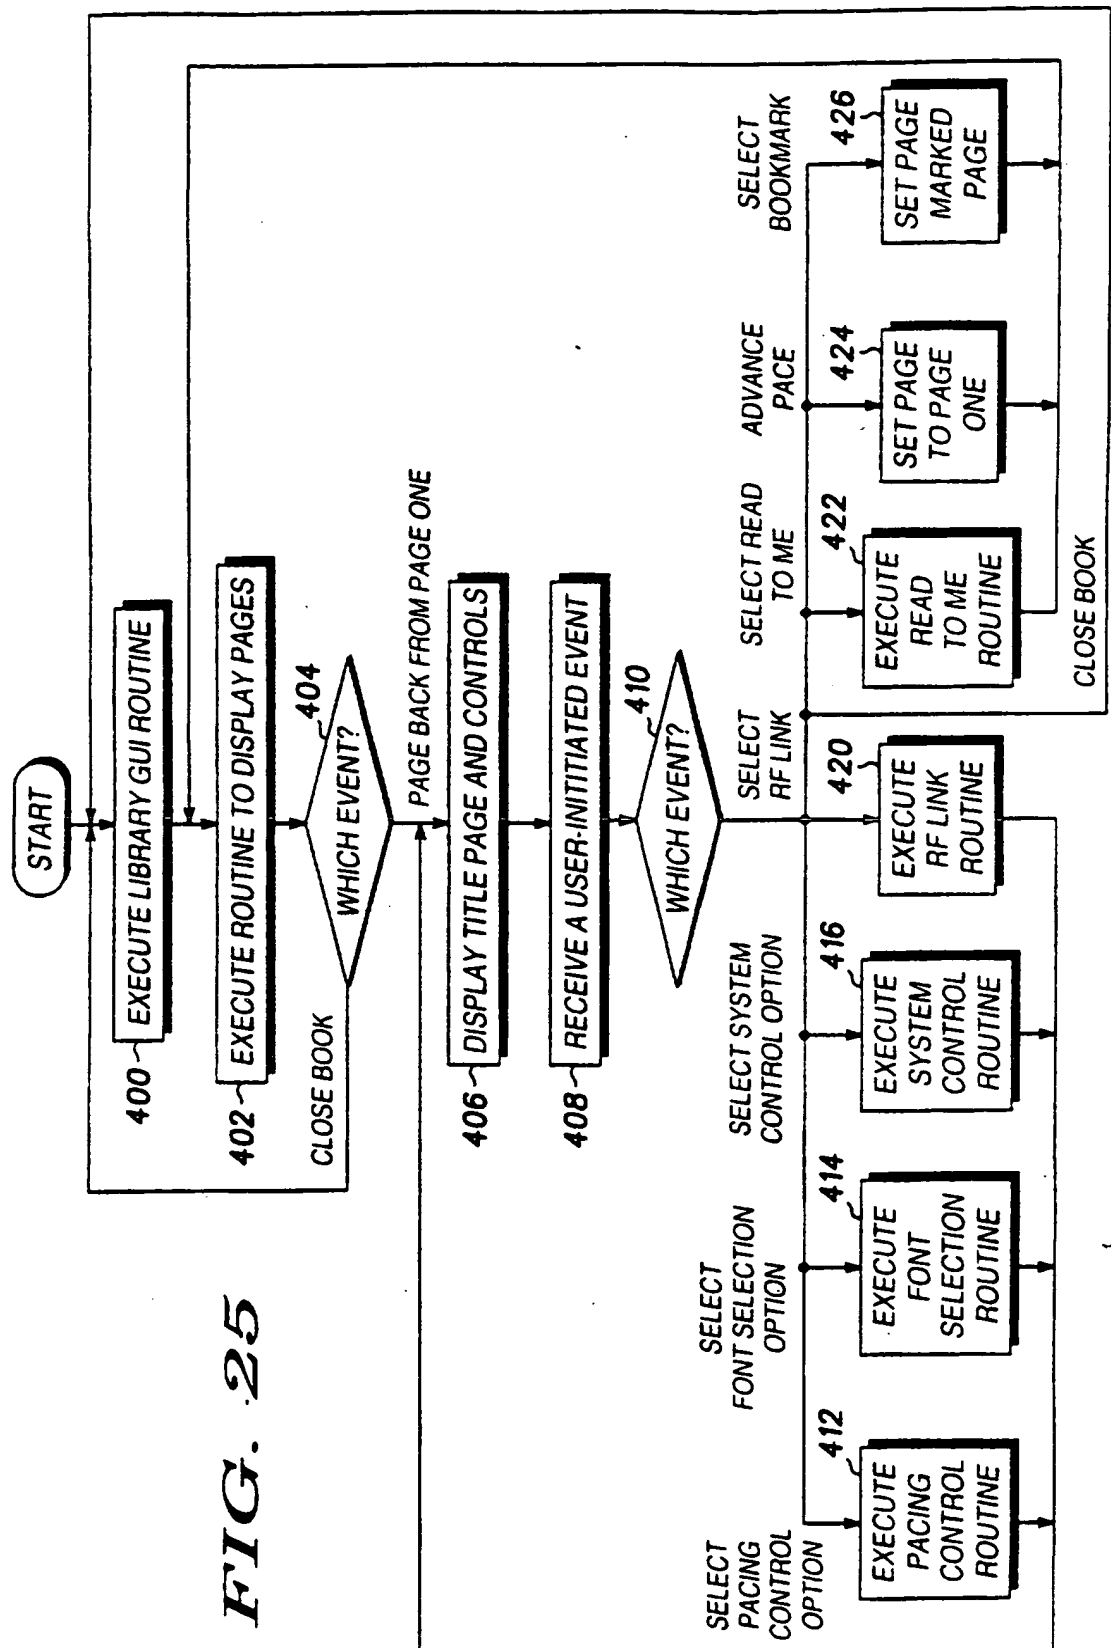 FIG. 25
START
400
EXECUTE LIBRARY GUI ROUTINE
402
EXECUTE ROUTINE TO DISPLAY PAGES
404
WHICH EVENT?
CLOSE BOOK
PAGE BACK FROM PAGE ONE
406
DISPLAY TITLE PAGE AND CONTROLS
408
RECEIVE A USER-INITITIATED EVENT
410
WHICH EVENT?
SELECT
PACING
CONTROL
OPTION
412
EXECUTE
PACING
CONTROL
ROUTINE
SELECT
FONT SELECTION
OPTION
414
EXECUTE
FONT
SELECTION
ROUTINE
SELECT SYSTEM
CONTROL OPTION
416
EXECUTE
SYSTEM
CONTROL
ROUTINE
SELECT
RF LINK
420
EXECUTE
RF LINK
ROUTINE
SELECT READ
TO ME
422
EXECUTE
READ
TO ME
ROUTINE
ADVANCE
PACE
424
SET PAGE
TO PAGE
ONE
SELECT
BOOKMARK
426
SET PAGE
MARKED
PAGE
CLOSE BOOK